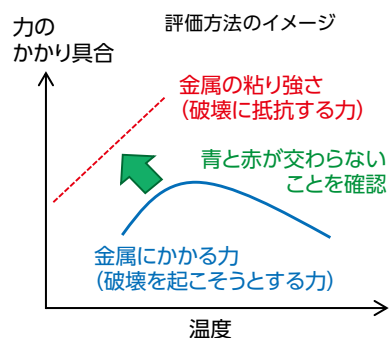 評価方法のイメージ
力の
かかり具合
金属の粘り強さ
（破壊に抵抗する力）
青と赤が交わらない
ことを確認
金属にかかる力
（破壊を起こそうとする力）
温度